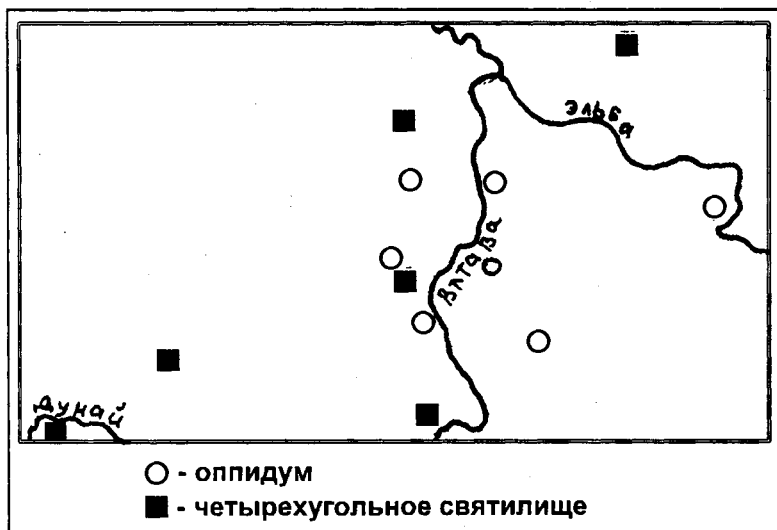 Эльба
Влтава
Дунай
- оппидум
- четырехугольное святилище